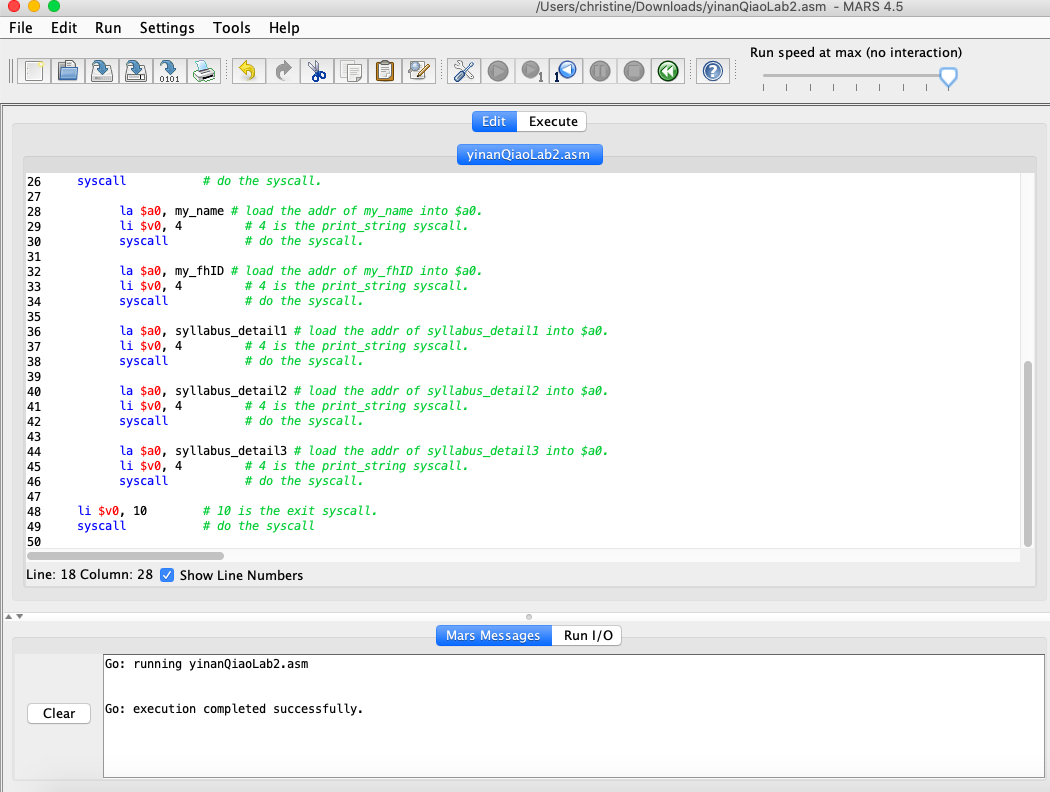 /Users/christine/Downloads/yinanQiaoLab2.asm - MARS 4.5
File Edit Run Settings Tools Help
Run speed at max (no interaction)
0101
1
1
?
Edit Execute
yinanQiaoLab2.asm
26 syscall # do the syscall.
27
28 la $a0, my_name # load the addr of my_name into $a0.
29 li $v0, 4 # 4 is the print_string syscall.
30 syscall # do the syscall.
31
32 la $a0, my_fhID # load the addr of my_fhID into $a0.
33 li $v0, 4 # 4 is the print_string syscall.
34 syscall # do the syscall.
35
36 la $a0, syllabus_detail1 # load the addr of syllabus_detail1 into $a0.
37 li $v0, 4 # 4 is the print_string syscall.
38 syscall # do the syscall.
39
40 la $a0, syllabus_detail2 # load the addr of syllabus_detail2 into $a0.
41 li $v0, 4 # 4 is the print_string syscall.
42 syscall # do the syscall.
43
44 la $a0, syllabus_detail3 # load the addr of syllabus_detail3 into $a0.
45 li $v0, 4 # 4 is the print_string syscall.
46 syscall # do the syscall.
47
48 li $v0, 10 # 10 is the exit syscall.
49 syscall # do the syscall
50
Line: 18 Column: 28 Show Line Numbers
Mars Messages Run I/O
Go: running yinanQiaoLab2.asm
Go: execution completed successfully.
Clear